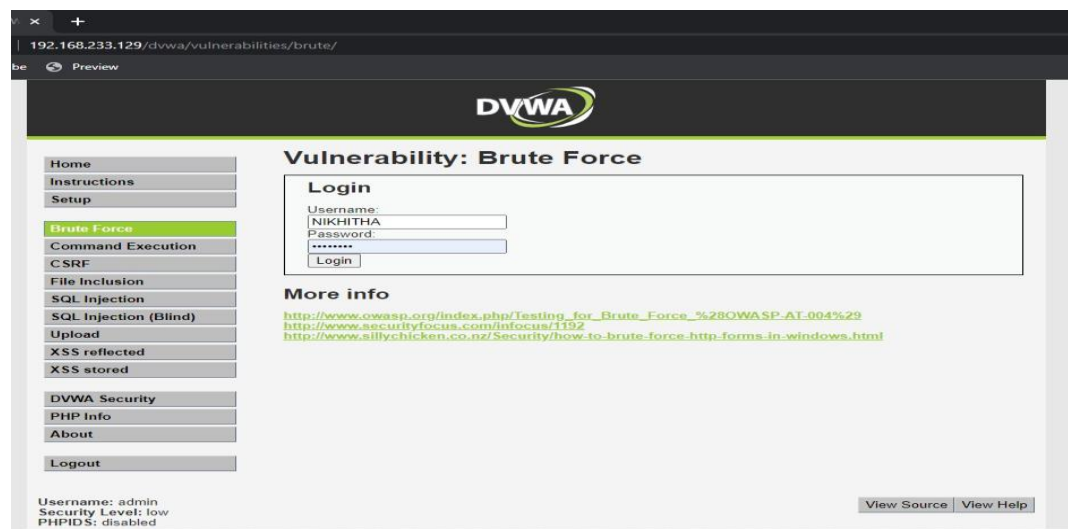 192.168.233.129/dvwa/vulnerabilities/brute/
be Preview
DVWA
Home
Instructions
Setup
Brute Force
Command Execution
CSRF
File Inclusion
SQL Injection
SQL Injection (Blind)
Upload
XSS reflected
XSS stored
DVWA Security
PHP Info
About
Logout
Username: admin
Security Level: low
PHPIDS: disabled
Vulnerability: Brute Force
Login
Username:
NIKHITHA
Password:
••••••••
Login
More info
http://www.owasp.org/index.php/Testing_for_Brute_Force_%28OWASP-AT-004%29
http://www.securityfocus.com/infocus/1192
http://www.sillychicken.co.nz/Security/how-to-brute-force-http-forms-in-windows.html
View Source View Help